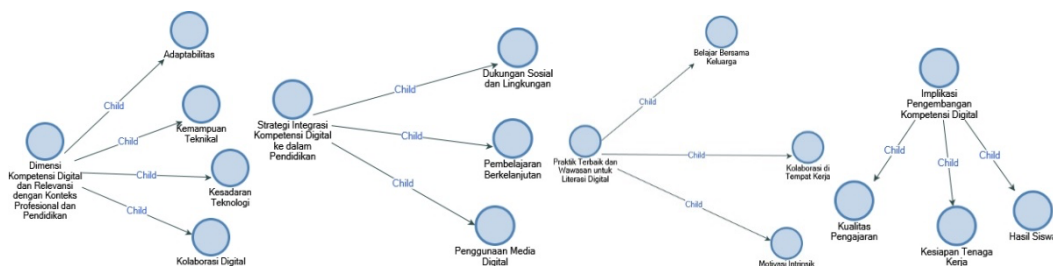 Adaptabilitas
Child
Kemampuan
Teknikal
Child
Dimensi
Kompetensi Digital
dan Relevansi
dengan Konteks
Profesional dan
Pendidikan
Child
Kesadaran
Teknologi
Child
Kolaborasi Digital
Dukungan Sosial
dan Lingkungan
Child
Strategi Integrasi
Kompetensi Digital
ke dalam
Pendidikan
Child
Pembelajaran
Berkelanjutan
Child
Penggunaan Media
Digital
Belajar Bersama
Keluarga
Child
Praktik Terbaik dan
Wawasan untuk
Literasi Digital
Child
Kolaborasi di
Tempat Kerja
Child
Motivasi Intrinsik
Implikasi
Pengembangan
Kompetensi Digital
Child
Child
Child
Kualitas
Pengajaran
Kesiapan Tenaga
Kerja
Hasil Siswa